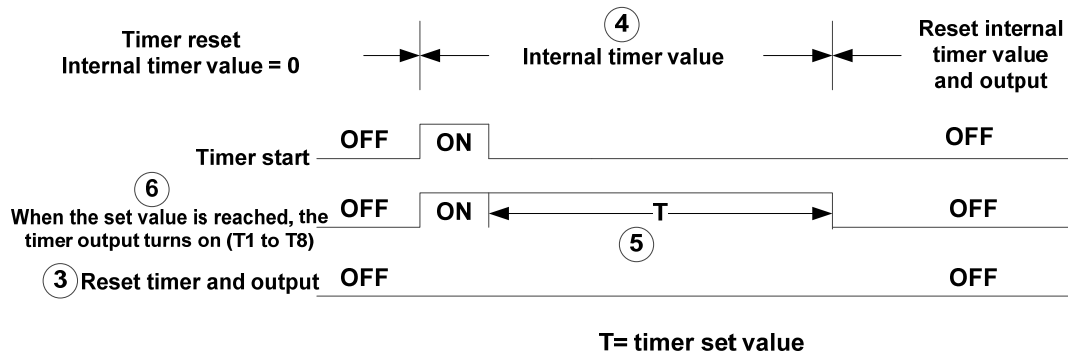 Timer reset
Internal timer value = 0
4
Internal timer value
Reset internal
timer value
and output
Timer start
OFF
ON
OFF
6
When the set value is reached, the
timer output turns on (T1 to T8)
OFF
ON
T
5
OFF
3 Reset timer and output
OFF
OFF
T= timer set value